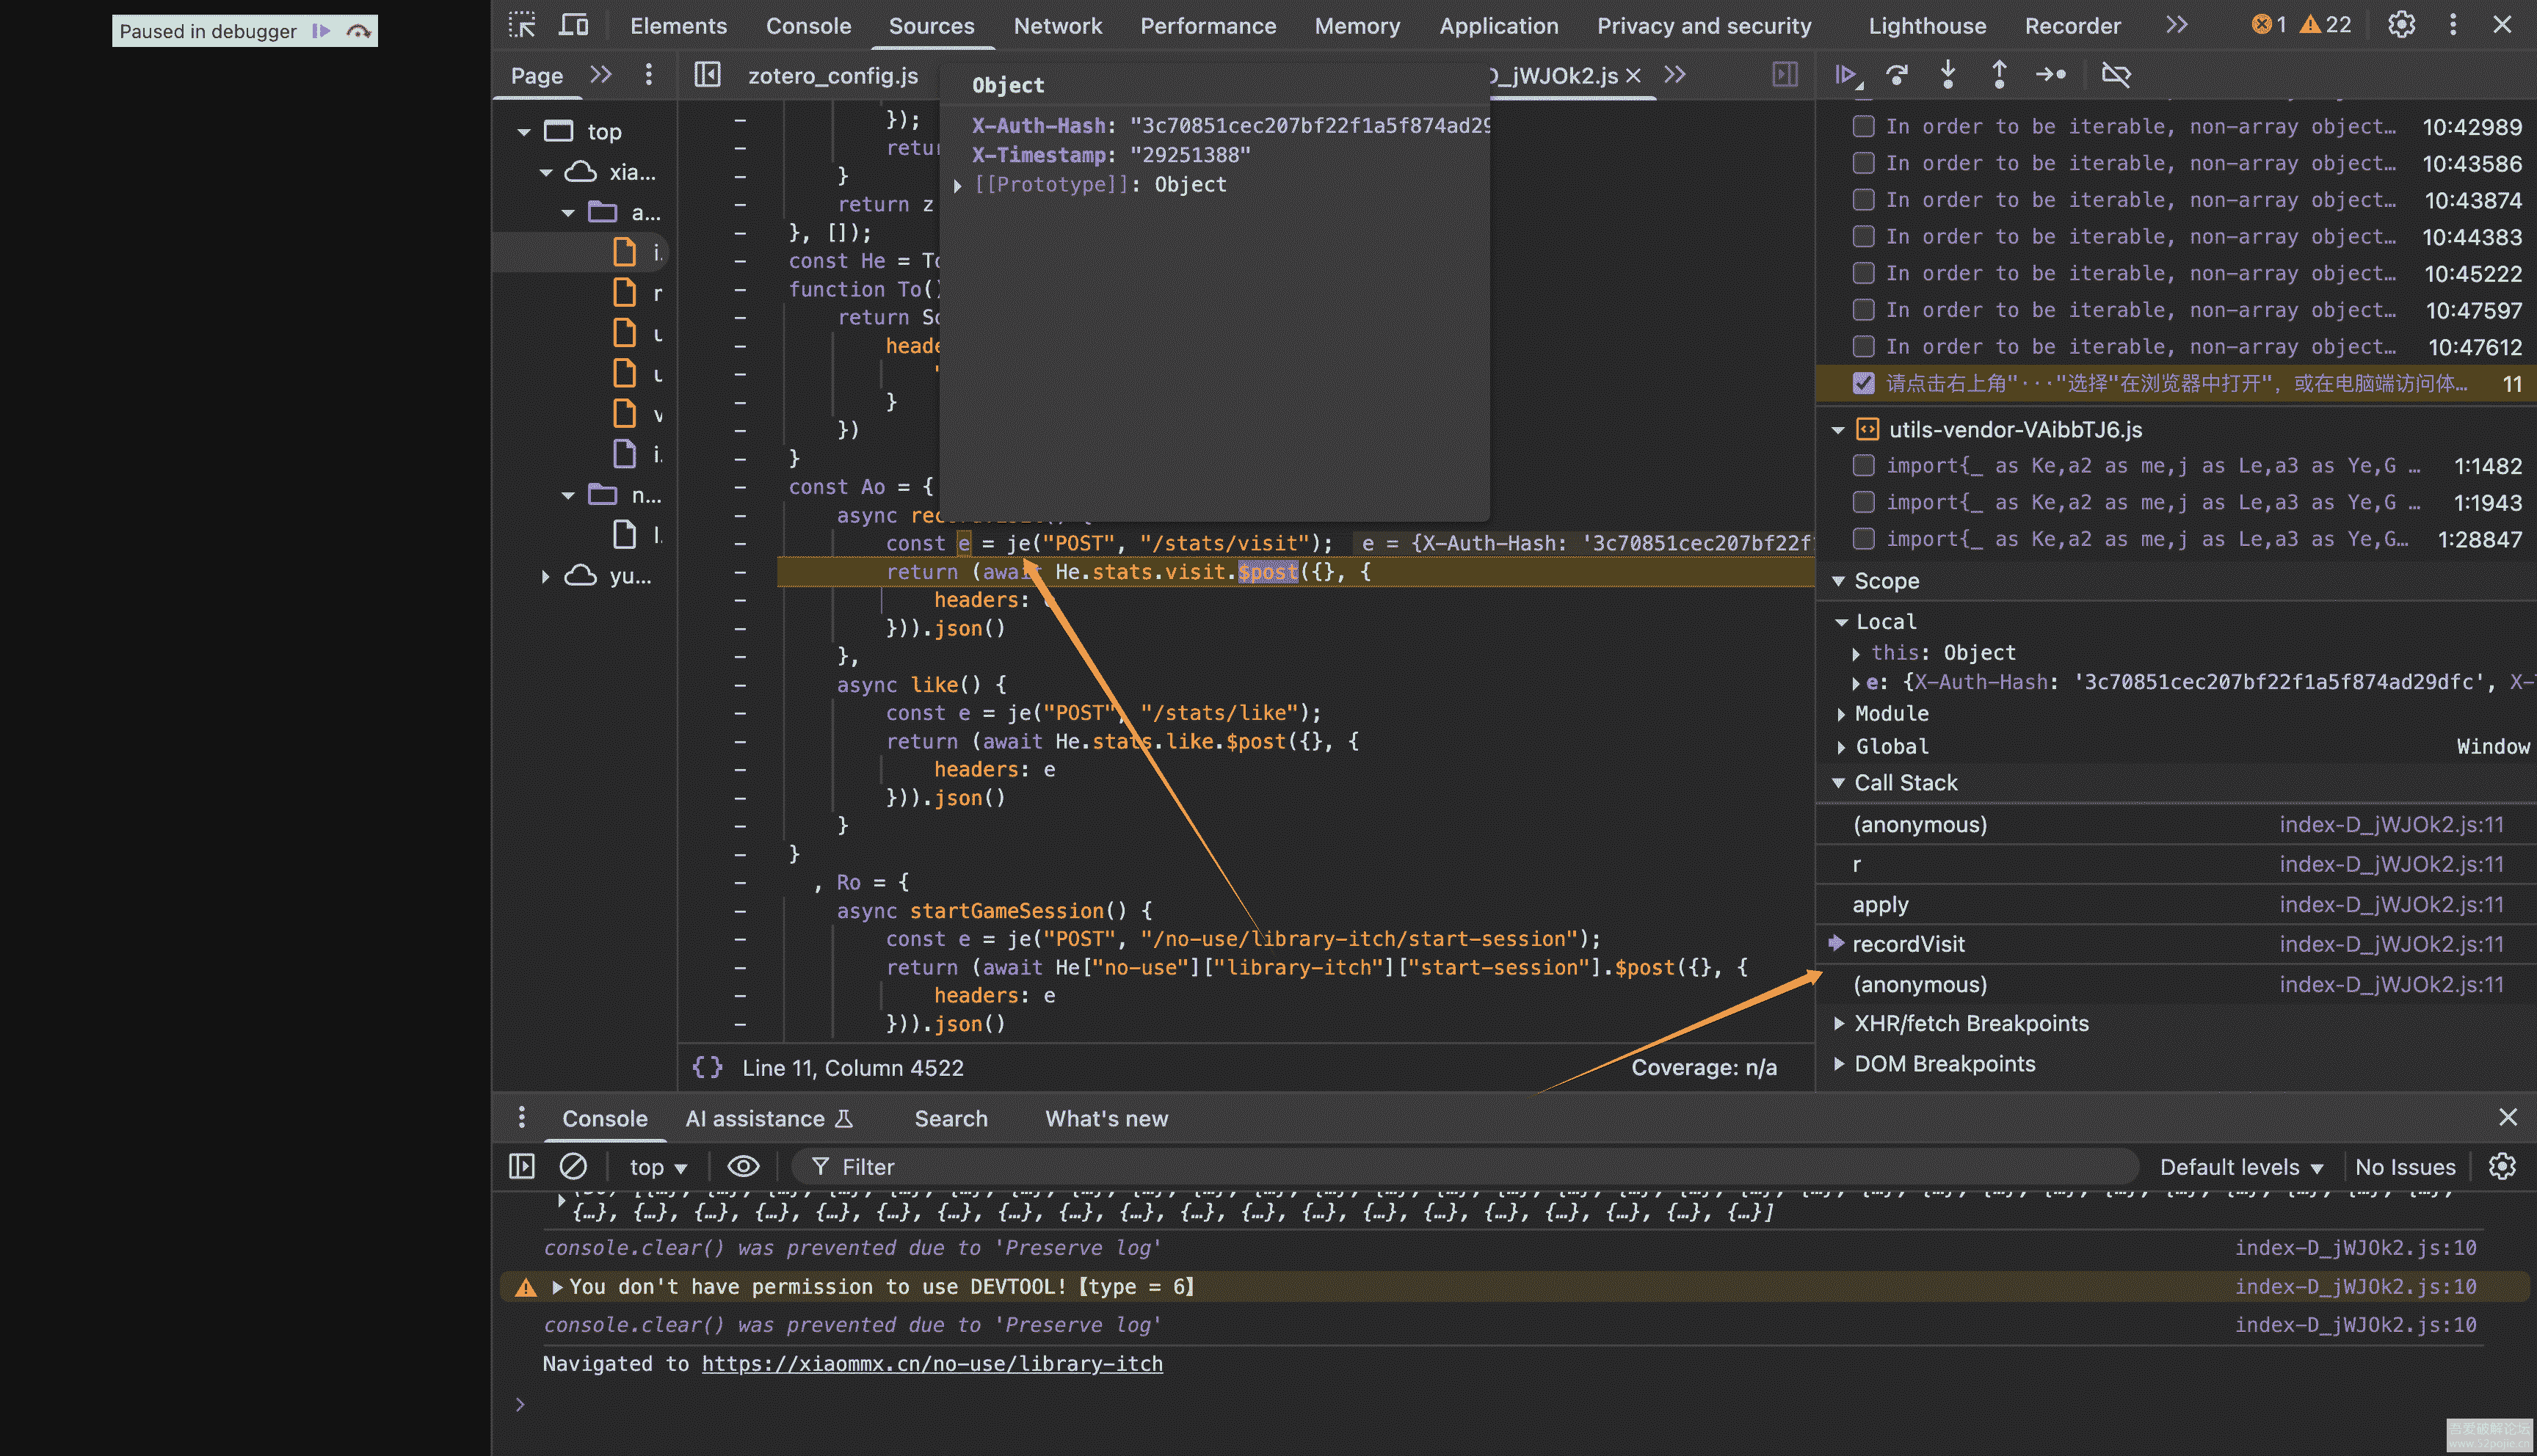 Paused in debugger
Elements Console Sources Network Performance Memory Application Privacy and security Lighthouse Recorder 1 22
Page
zotero_config.js
D_jWJOk2.js
top
xia...
a...
i.
r
u
u
v
i.
n...
l.
yu...
Object
X-Auth-Hash: "3c70851cec207bf22f1a5f874ad29
X-Timestamp: "29251388"
[[Prototype]]: Object
});
retur
}
return z
}, []);
const He = To
function To()
return So
heade
}
})
}
const Ao = {
const e = je("POST", "/stats/visit"); e = {X-Auth-Hash: '3c70851cec207bf22f
return (await He.stats.visit.$post({}, {
headers: e
})).json()
},
async like() {
const e = je("POST", "/stats/like");
return (await He.stats.like.$post({}, {
headers: e
})).json()
}
}
, Ro = {
async startGameSession() {
const e = je("POST", "/no-use/library-itch/start-session");
return (await He["no-use"]["library-itch"]["start-session"].$post({}, {
headers: e
})).json()
{} Line 11, Column 4522
Coverage: n/a
In order to be iterable, non-array object… 10:42989
In order to be iterable, non-array object… 10:43586
In order to be iterable, non-array object… 10:43874
In order to be iterable, non-array object… 10:44383
In order to be iterable, non-array object… 10:45222
In order to be iterable, non-array object… 10:47597
In order to be iterable, non-array object… 10:47612
请点击右上角"···"选择"在浏览器中打开"，或在电脑端访问体… 11
utils-vendor-VAibbTJ6.js
import{_ as Ke,a2 as me,j as Le,a3 as Ye,G … 1:1482
import{_ as Ke,a2 as me,j as Le,a3 as Ye,G … 1:1943
import{_ as Ke,a2 as me,j as Le,a3 as Ye,G… 1:28847
Scope
Local
this: Object
e: {X-Auth-Hash: '3c70851cec207bf22f1a5f874ad29dfc', X-
Module
Global Window
Call Stack
(anonymous) index-D_jWJOk2.js:11
r index-D_jWJOk2.js:11
apply index-D_jWJOk2.js:11
recordVisit index-D_jWJOk2.js:11
(anonymous) index-D_jWJOk2.js:11
XHR/fetch Breakpoints
DOM Breakpoints
Console AI assistance Search What's new
top Filter Default levels No Issues
{…}, {…}, {…}, {…}, {…}, {…}, {…}, {…}, {…}, {…}, {…}, {…}, {…}, {…}, {…}, {…}, {…}, {…}, {…}, {…}]
console.clear() was prevented due to 'Preserve log' index-D_jWJOk2.js:10
You don't have permission to use DEVTOOL!【type = 6】 index-D_jWJOk2.js:10
console.clear() was prevented due to 'Preserve log' index-D_jWJOk2.js:10
Navigated to https://xiaommx.cn/no-use/library-itch
吾爱破解论坛
www.52pojie.cn